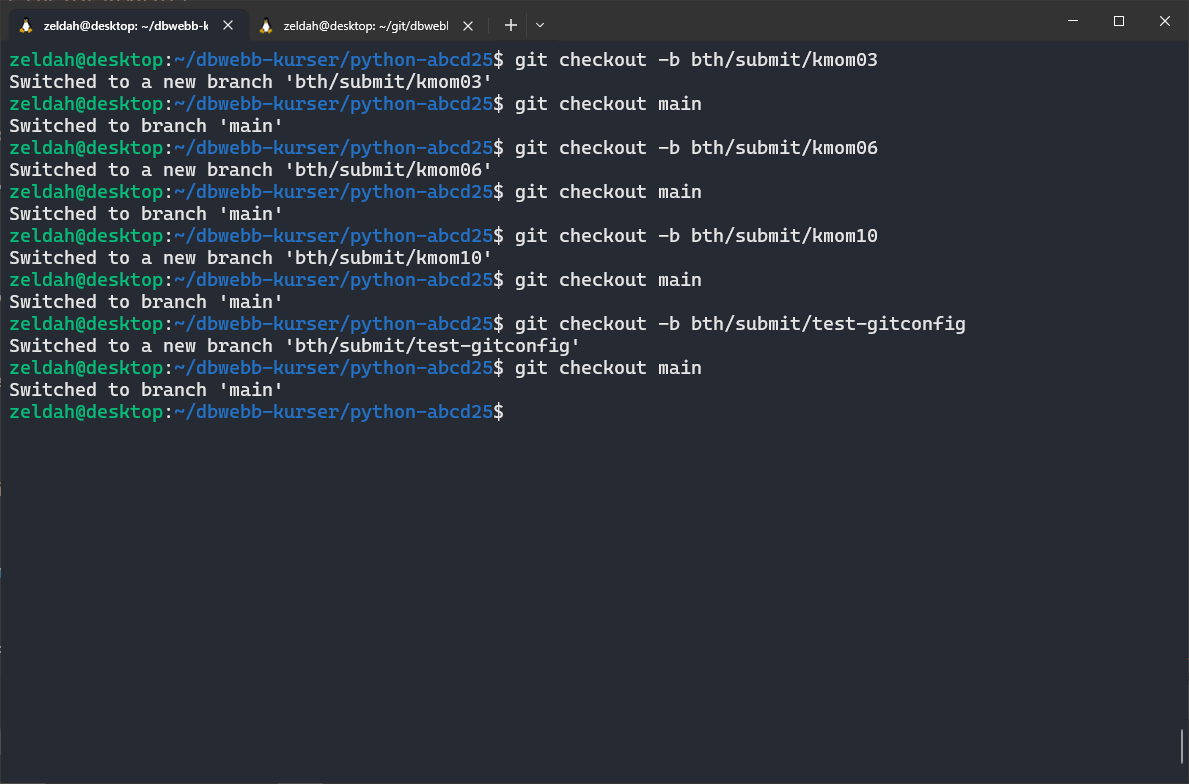 zeldah@desktop: ~/dbwebb-k
zeldah@desktop: ~/git/dbwebl
zeldah@desktop:~/dbwebb-kurser/python-abcd25$ git checkout -b bth/submit/kmom03
Switched to a new branch 'bth/submit/kmom03'
zeldah@desktop:~/dbwebb-kurser/python-abcd25$ git checkout main
Switched to branch 'main'
zeldah@desktop:~/dbwebb-kurser/python-abcd25$ git checkout -b bth/submit/kmom06
Switched to a new branch 'bth/submit/kmom06'
zeldah@desktop:~/dbwebb-kurser/python-abcd25$ git checkout main
Switched to branch 'main'
zeldah@desktop:~/dbwebb-kurser/python-abcd25$ git checkout -b bth/submit/kmom10
Switched to a new branch 'bth/submit/kmom10'
zeldah@desktop:~/dbwebb-kurser/python-abcd25$ git checkout main
Switched to branch 'main'
zeldah@desktop:~/dbwebb-kurser/python-abcd25$ git checkout -b bth/submit/test-gitconfig
Switched to a new branch 'bth/submit/test-gitconfig'
zeldah@desktop:~/dbwebb-kurser/python-abcd25$ git checkout main
Switched to branch 'main'
zeldah@desktop:~/dbwebb-kurser/python-abcd25$